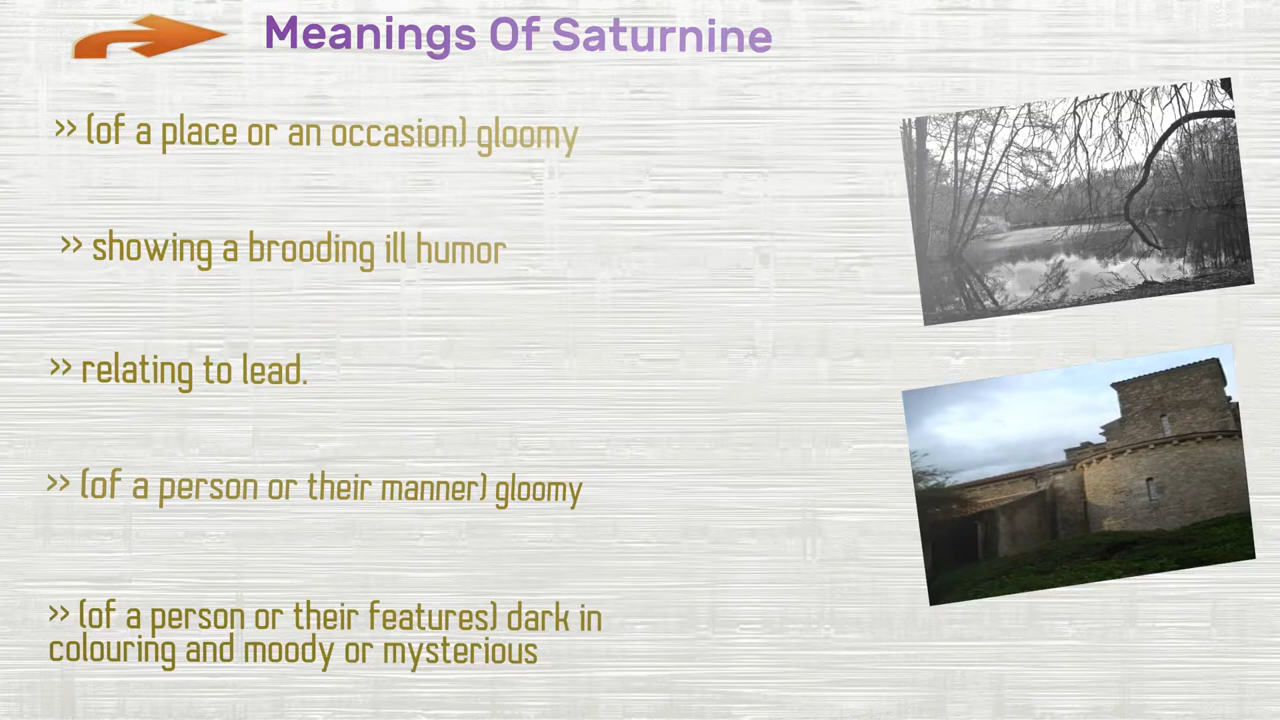 Meanings Of Saturnine
>> (of a place or an occasion) gloomy
>> showing a brooding ill humor
>> relating to lead.
>> (of a person or their manner) gloomy
>> (of a person or their features) dark in
colouring and moody or mysterious